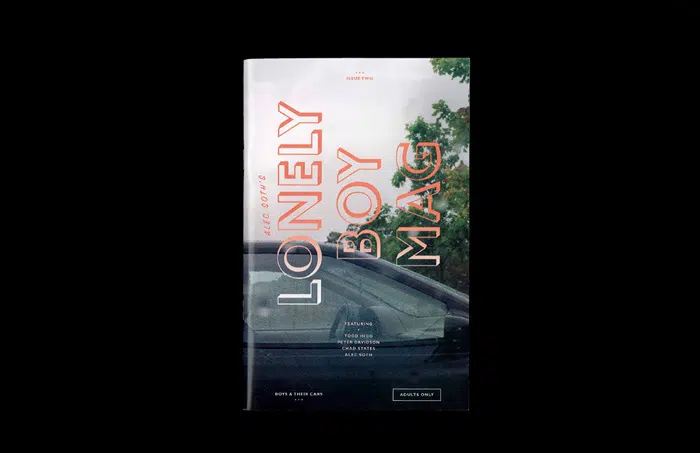 ISSUE TWO
ALEC SOTH'S
LONELY
BOY
MAG
FEATURING
TODD HIDO
PETER DAVIDSON
CHAD STATES
ALEC SOTH
BOYS & THEIR CARS
ADULTS ONLY